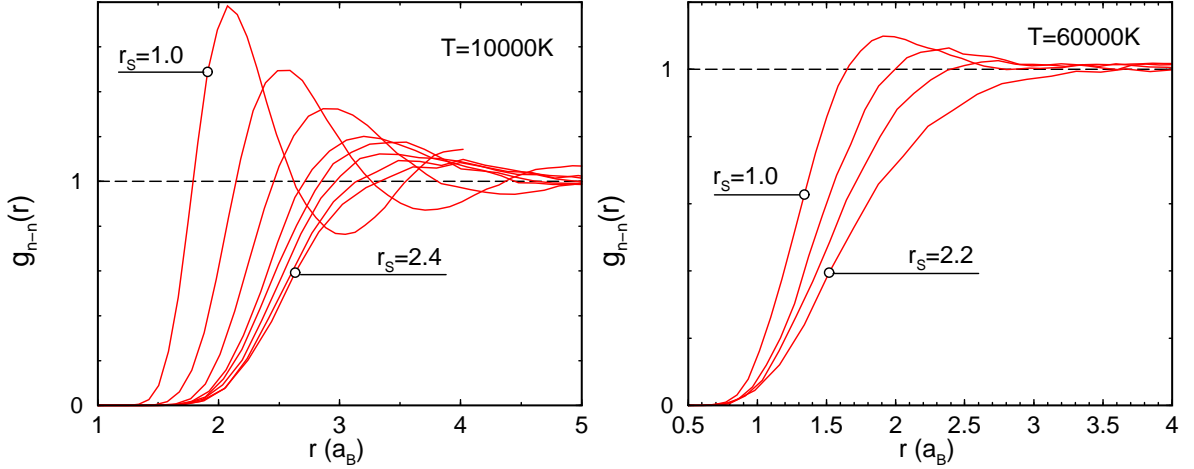 T=10000K
r_S=1.0
1
g_n−n(r)
r_S=2.4
0
1
2
3
4
5
r (a_B)
T=60000K
1
r_S=1.0
g_n−n(r)
r_S=2.2
0
0.5
1
1.5
2
2.5
3
3.5
4
r (a_B)